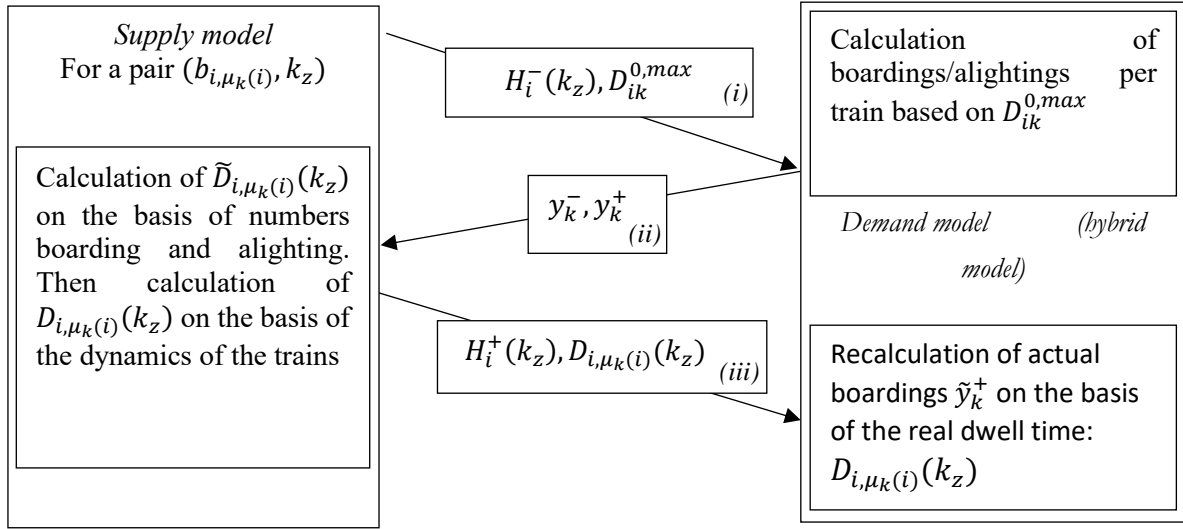 Supply model
For a pair (b_{i,μ_k(i)}, k_z)
Calculation of D̃_{i,μ_k(i)}(k_z)
on the basis of numbers
boarding and alighting.
Then calculation of
D_{i,μ_k(i)}(k_z) on the basis of
the dynamics of the trains
H_i^-(k_z), D_{ik}^{0,max}
(i)
y_k^-, y_k^+
(ii)
H_i^+(k_z), D_{i,μ_k(i)}(k_z)
(iii)
Calculation of
boardings/alightings per
train based on D_{ik}^{0,max}
Demand model (hybrid
model)
Recalculation of actual
boardings ỹ_k^+ on the basis
of the real dwell time:
D_{i,μ_k(i)}(k_z)